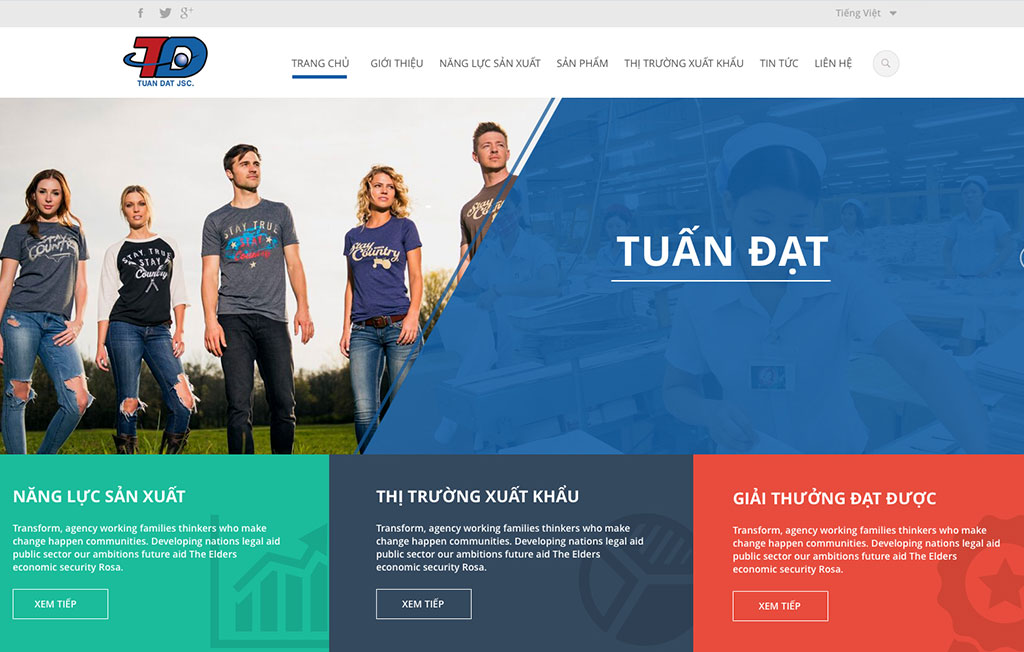 f g+
Tiếng Việt
TD
TUAN DAT JSC.
TRANG CHỦ GIỚI THIỆU NĂNG LỰC SẢN XUẤT SẢN PHẨM THỊ TRƯỜNG XUẤT KHẨU TIN TỨC LIÊN HỆ
STAY TRUE
STAY
Country
STAY TRUE
STAY
Country
Stay
Country
TUẤN ĐẠT
NĂNG LỰC SẢN XUẤT
Transform, agency working families thinkers who make
change happen communities. Developing nations legal aid
public sector our ambitions future aid The Elders
economic security Rosa.
XEM TIẾP
THỊ TRƯỜNG XUẤT KHẨU
Transform, agency working families thinkers who make
change happen communities. Developing nations legal aid
public sector our ambitions future aid The Elders
economic security Rosa.
XEM TIẾP
GIẢI THƯỞNG ĐẠT ĐƯỢC
Transform, agency working families thinkers who make
change happen communities. Developing nations legal aid
public sector our ambitions future aid The Elders
economic security Rosa.
XEM TIẾP